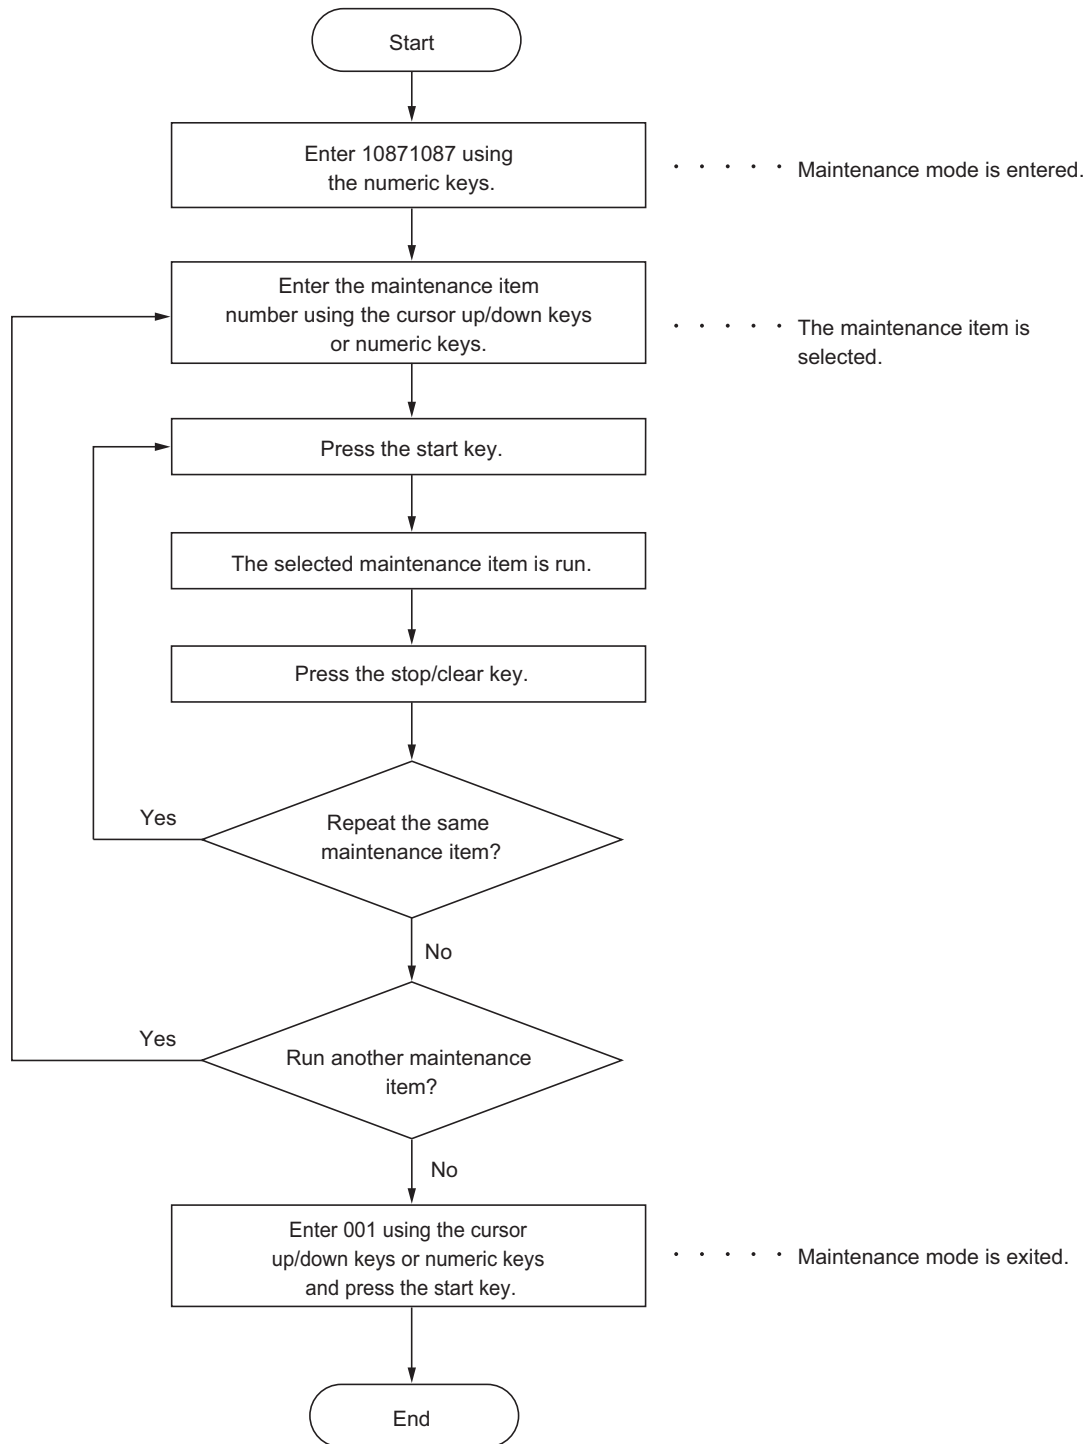 Start
Enter 10871087 using
the numeric keys.
· · · · · Maintenance mode is entered.
Enter the maintenance item
number using the cursor up/down keys
or numeric keys.
· · · · · The maintenance item is
selected.
Press the start key.
The selected maintenance item is run.
Press the stop/clear key.
Yes
Repeat the same
maintenance item?
No
Yes
Run another maintenance
item?
No
Enter 001 using the cursor
up/down keys or numeric keys
and press the start key.
· · · · · Maintenance mode is exited.
End